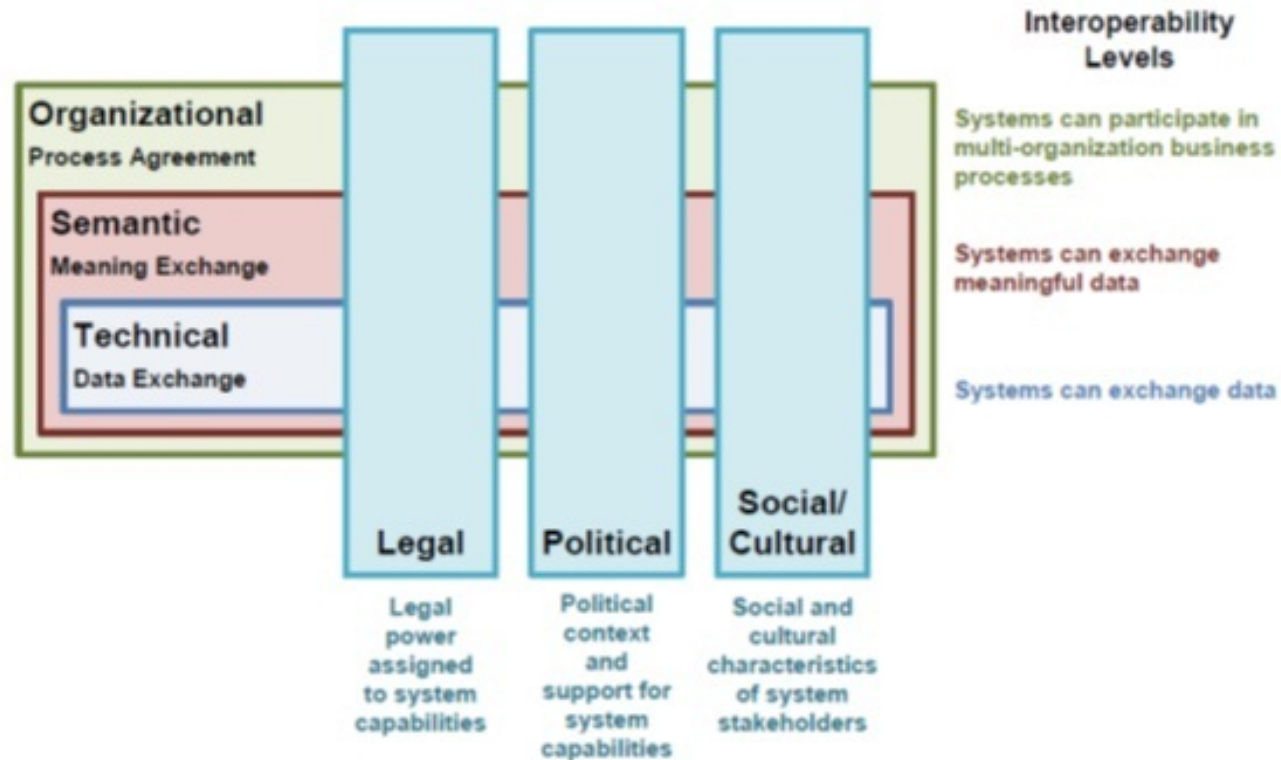 Interoperability
Levels
Organizational
Process Agreement
Systems can participate in
multi-organization business
processes
Semantic
Meaning Exchange
Systems can exchange
meaningful data
Technical
Data Exchange
Systems can exchange data
Legal
Political
Social/
Cultural
Legal
power
assigned
to system
capabilities
Political
context
and
support for
system
capabilities
Social and
cultural
characteristics
of system
stakeholders